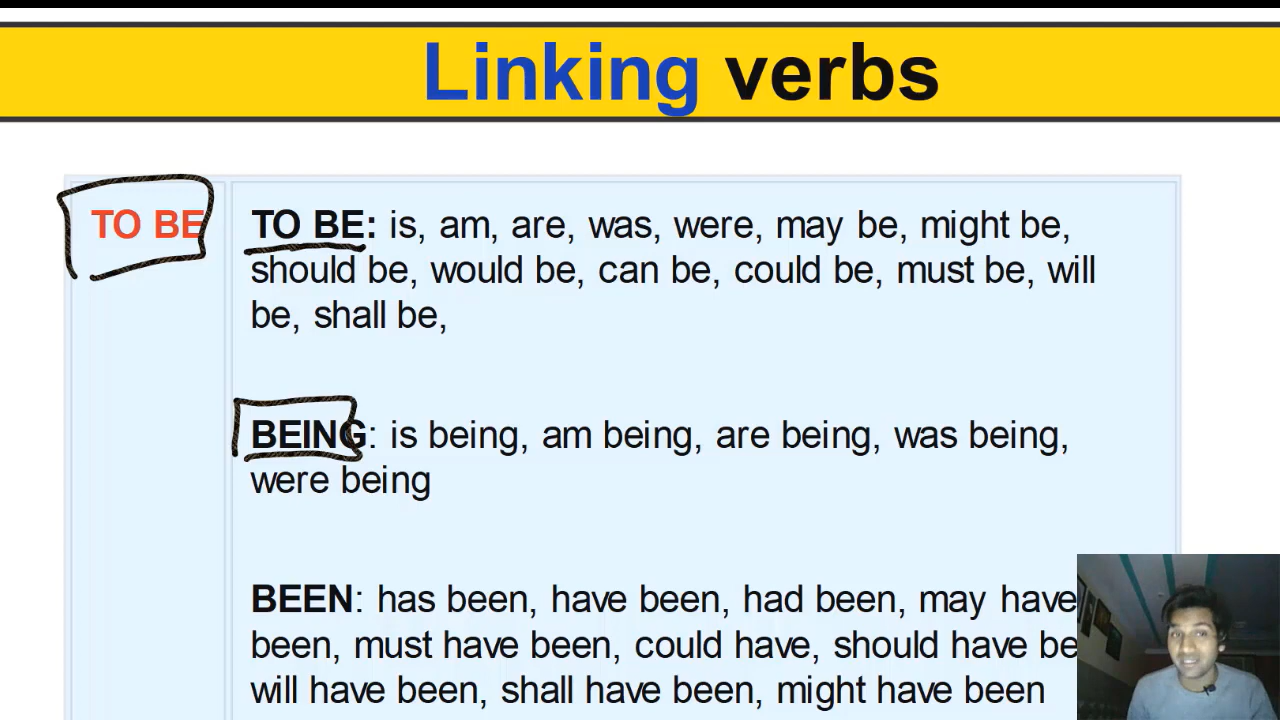 Linking verbs
TO BE
TO BE: is, am, are, was, were, may be, might be,
should be, would be, can be, could be, must be, will
be, shall be,
BEING: is being, am being, are being, was being,
were being
BEEN: has been, have been, had been, may have
been, must have been, could have, should have be
will have been, shall have been, might have been